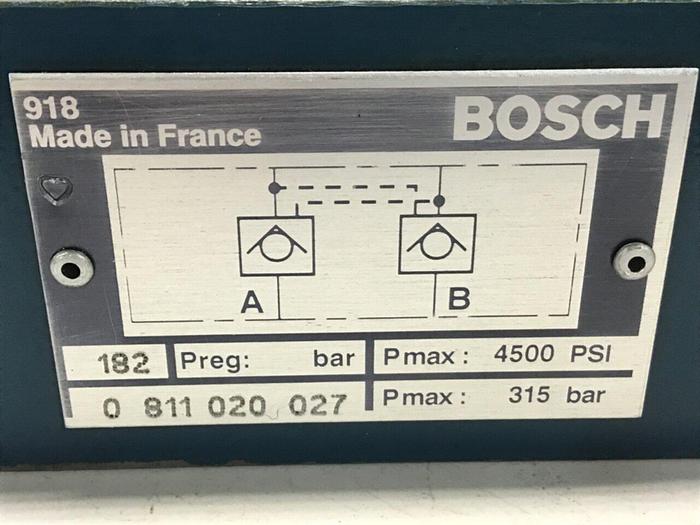 918
Made in France
BOSCH
A
B
182
Preg: bar
Pmax: 4500 PSI
0 811 020 027
Pmax: 315 bar